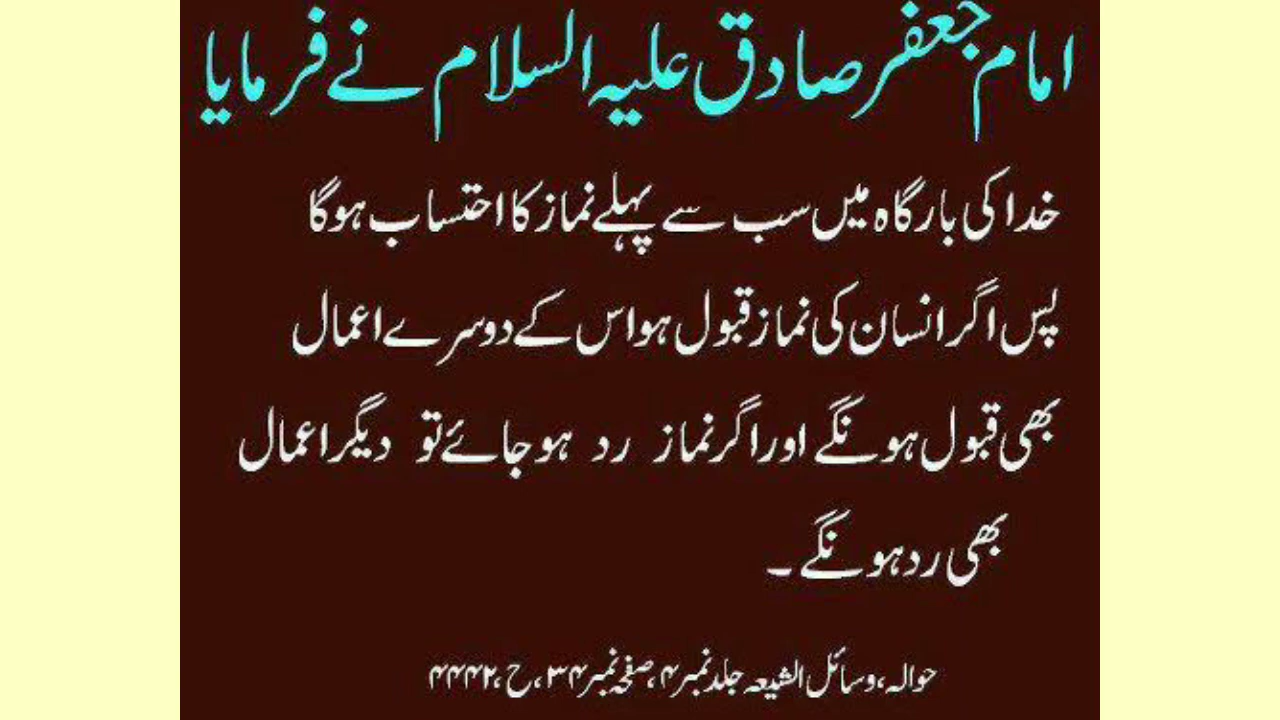 امام جعفر صادق علیہ السلام نے فرمایا
خدا کی بارگاہ میں سب سے پہلے نماز کا احتساب ہوگا
پس اگر انسان کی نماز قبول ہو اس کے دوسرے اعمال
بھی قبول ہونگے اور اگر نماز رد ہو جائے تو دیگر اعمال
بھی رد ہونگے ۔
حوالہ، وسائل الشیعہ جلد نمبر ۴، صفحہ نمبر ۳۴، ح، ۴۴۴۲